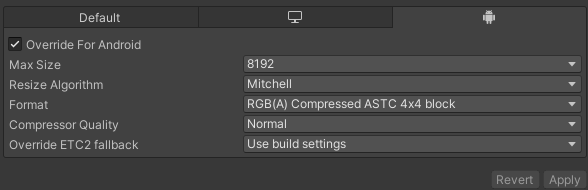 Default
Override For Android
Max Size 8192
Resize Algorithm Mitchell
Format RGB(A) Compressed ASTC 4x4 block
Compressor Quality Normal
Override ETC2 fallback Use build settings
Revert Apply